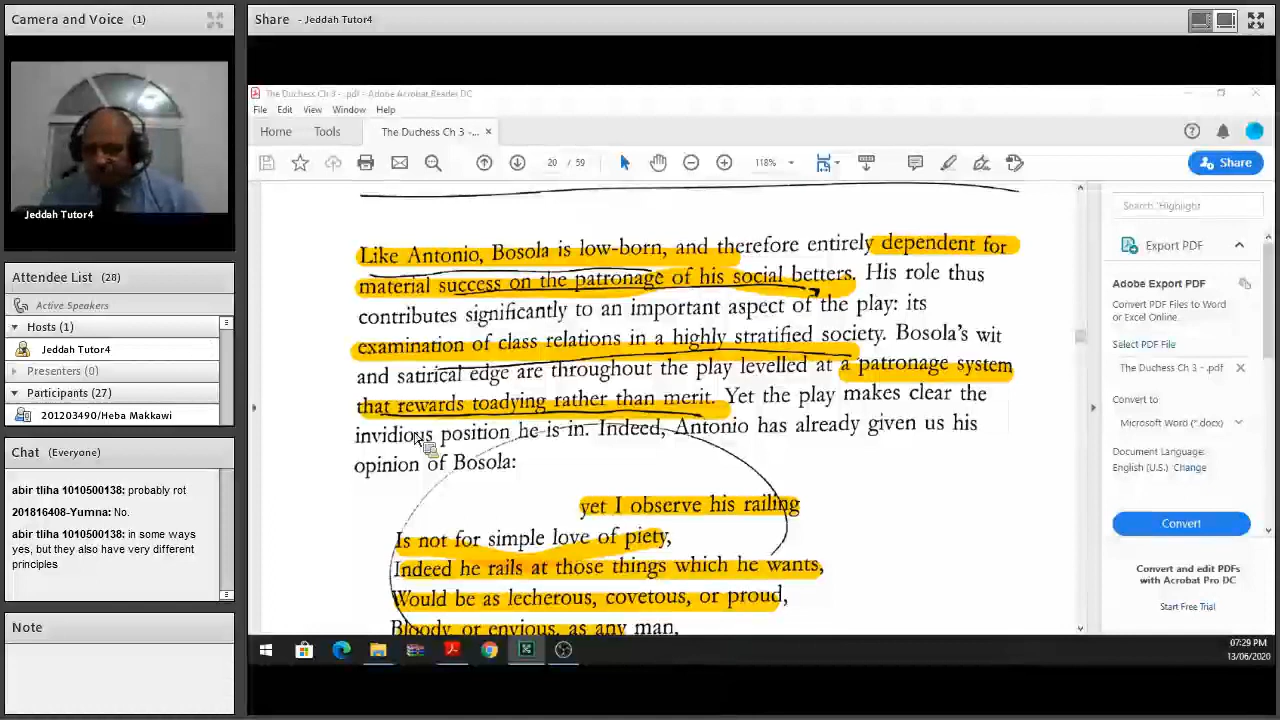 Camera and Voice (1)
Jeddah Tutor4
Attendee List (28)
Active Speakers
Hosts (1)
Jeddah Tutor4
Presenters (0)
Participants (27)
201203490/Heba Makkawi
Chat (Everyone)
abir tliha 1010500138: probably rot
201816408-Yumna: No.
abir tliha 1010500138: in some ways
yes, but they also have very different
principles
Note
Share - Jeddah Tutor4
The Duchess Ch 3 - .pdf - Adobe Acrobat Reader DC
File Edit View Window Help
Home Tools The Duchess Ch 3 -... ×
20 / 59
118%
Share
Like Antonio, Bosola is low-born, and therefore entirely dependent for
material success on the patronage of his social betters. His role thus
contributes significantly to an important aspect of the play: its
examination of class relations in a highly stratified society. Bosola's wit
and satirical edge are throughout the play levelled at a patronage system
that rewards toadying rather than merit. Yet the play makes clear the
invidious position he is in. Indeed, Antonio has already given us his
opinion of Bosola:
yet I observe his railing
Is not for simple love of piety,
Indeed he rails at those things which he wants,
Would be as lecherous, covetous, or proud,
Bloody or envious, as any man,
Search 'Highlight
Export PDF
Adobe Export PDF
Convert PDF Files to Word
or Excel Online.
Select PDF File
The Duchess Ch 3 - .pdf
Convert to
Microsoft Word (*.docx)
Document Language:
English (U.S.) Change
Convert
Convert and edit PDFs
with Acrobat Pro DC
Start Free Trial
07:29 PM
13/06/2020